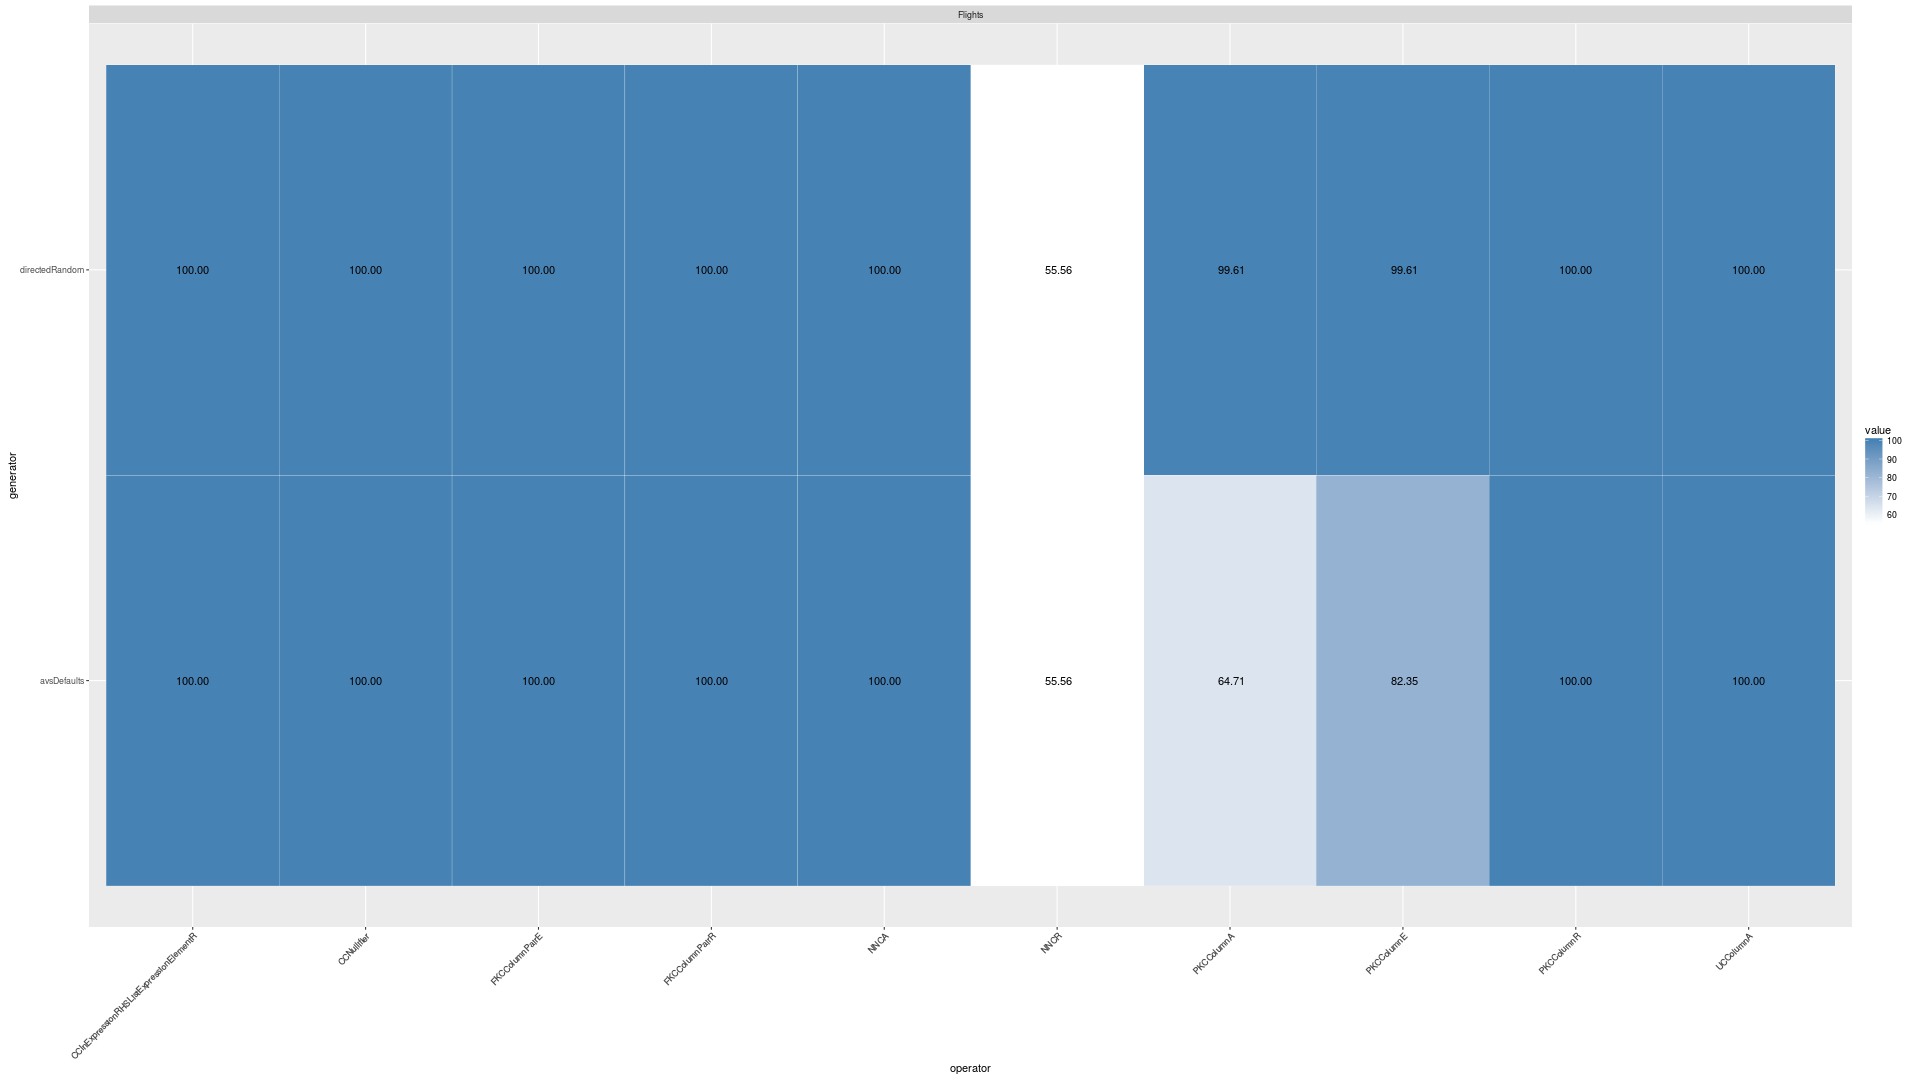 Flights
generator
directedRandom
100.00 100.00 100.00 100.00 100.00 55.56 99.61 99.61 100.00 100.00
avsDefaults
100.00 100.00 100.00 100.00 100.00 55.56 64.71 82.35 100.00 100.00
value
100
90
80
70
60
CCInExpressionRHSListExpressionElementR
CCNullifier
FKCColumnPairE
FKCColumnPairR
NNCA
NNCR
PKCColumnA
PKCColumnE
PKCColumnR
UCColumnA
operator